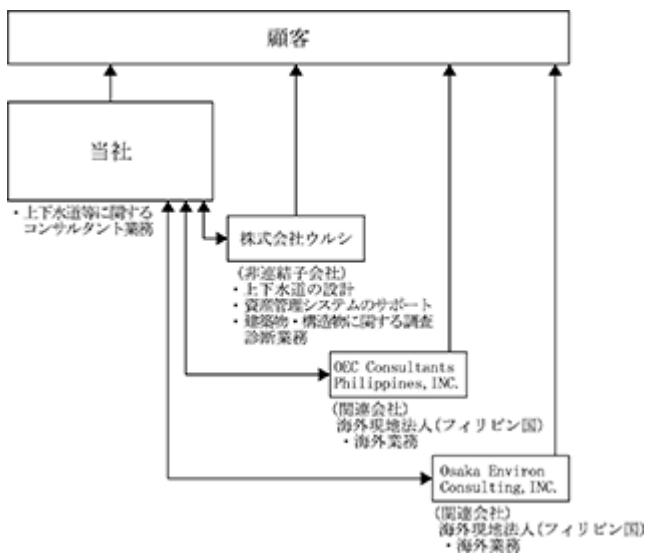 顧客
当社
・上下水道等に関する
コンサルタント業務
株式会社ウルシ
(非連結子会社)
・上下水道の設計
・資産管理システムのサポート
・建築物・構造物に関する調査
診断業務
OEC Consultants
Philippines, INC.
(関連会社)
海外現地法人(フィリピン国)
・海外業務
Osaka Environ
Consulting, INC.
(関連会社)
海外現地法人(フィリピン国)
・海外業務